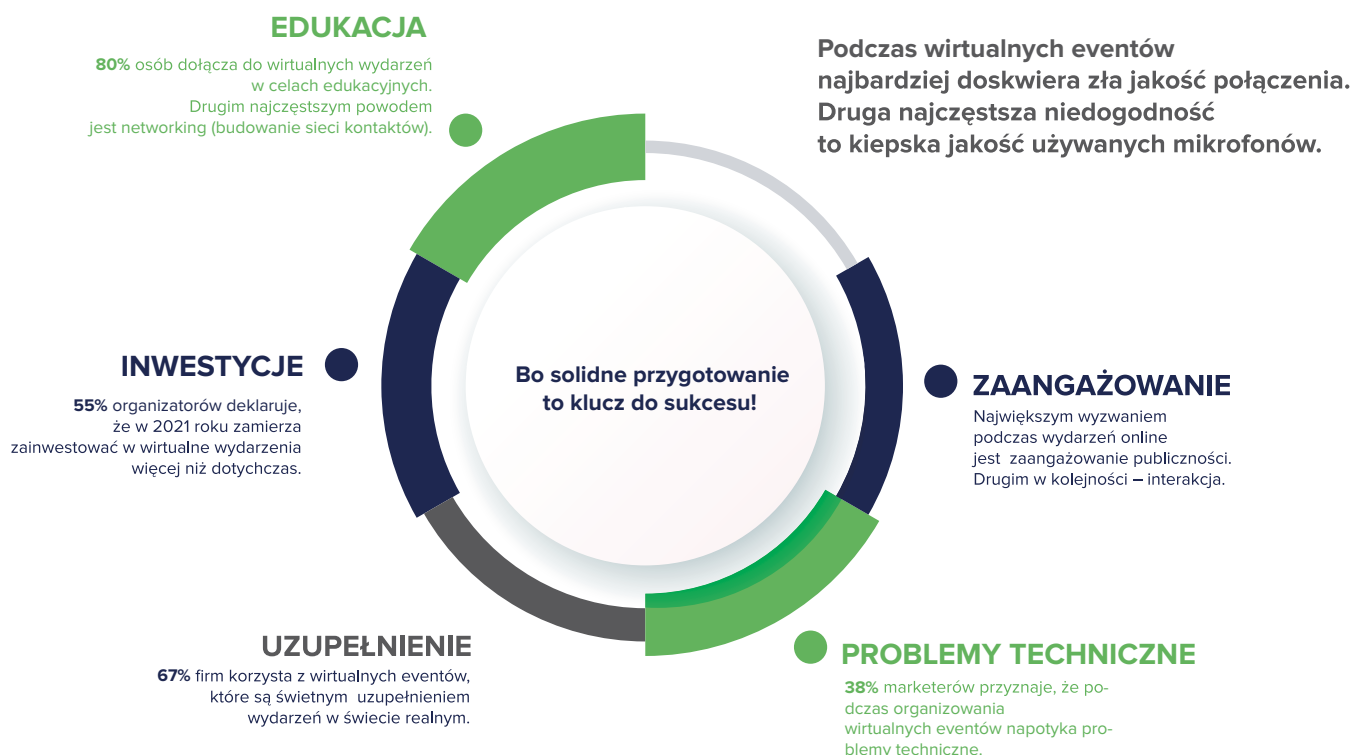 EDUKACJA
80% osób dołącza do wirtualnych wydarzeń
w celach edukacyjnych.
Drugim najczęstszym powodem
jest networking (budowanie sieci kontaktów).
Podczas wirtualnych eventów
najbardziej doskwiera zła jakość połączenia.
Druga najczęstsza niedogodność
to kiepska jakość używanych mikrofonów.
INWESTYCJE
55% organizatorów deklaruje,
że w 2021 roku zamierza
zainwestować w wirtualne wydarzenia
więcej niż dotychczas.
Bo solidne przygotowanie
to klucz do sukcesu!
ZAANGAŻOWANIE
Największym wyzwaniem
podczas wydarzeń online
jest zaangażowanie publiczności.
Drugim w kolejności – interakcja.
UZUPEŁNIENIE
67% firm korzysta z wirtualnych eventów,
które są świetnym uzupełnieniem
wydarzeń w świecie realnym.
PROBLEMY TECHNICZNE
38% marketerów przyznaje, że po-
dczas organizowania
wirtualnych eventów napotyka pro-
blemy techniczne.